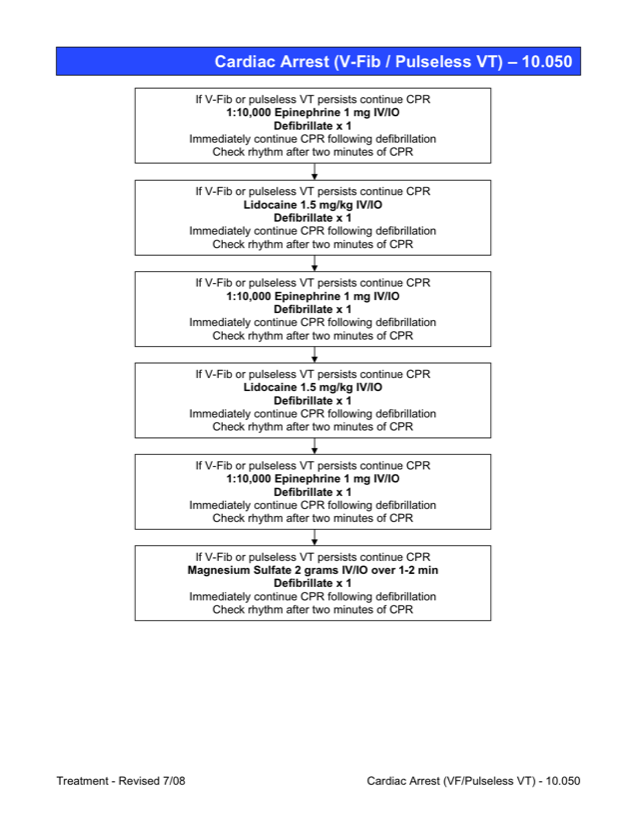 Cardiac Arrest (V-Fib / Pulseless VT) – 10.050
If V-Fib or pulseless VT persists continue CPR
1:10,000 Epinephrine 1 mg IV/IO
Defibrillate x 1
Immediately continue CPR following defibrillation
Check rhythm after two minutes of CPR
If V-Fib or pulseless VT persists continue CPR
Lidocaine 1.5 mg/kg IV/IO
Defibrillate x 1
Immediately continue CPR following defibrillation
Check rhythm after two minutes of CPR
If V-Fib or pulseless VT persists continue CPR
1:10,000 Epinephrine 1 mg IV/IO
Defibrillate x 1
Immediately continue CPR following defibrillation
Check rhythm after two minutes of CPR
If V-Fib or pulseless VT persists continue CPR
Lidocaine 1.5 mg/kg IV/IO
Defibrillate x 1
Immediately continue CPR following defibrillation
Check rhythm after two minutes of CPR
If V-Fib or pulseless VT persists continue CPR
1:10,000 Epinephrine 1 mg IV/IO
Defibrillate x 1
Immediately continue CPR following defibrillation
Check rhythm after two minutes of CPR
If V-Fib or pulseless VT persists continue CPR
Magnesium Sulfate 2 grams IV/IO over 1-2 min
Defibrillate x 1
Immediately continue CPR following defibrillation
Check rhythm after two minutes of CPR
Treatment - Revised 7/08 Cardiac Arrest (VF/Pulseless VT) - 10.050